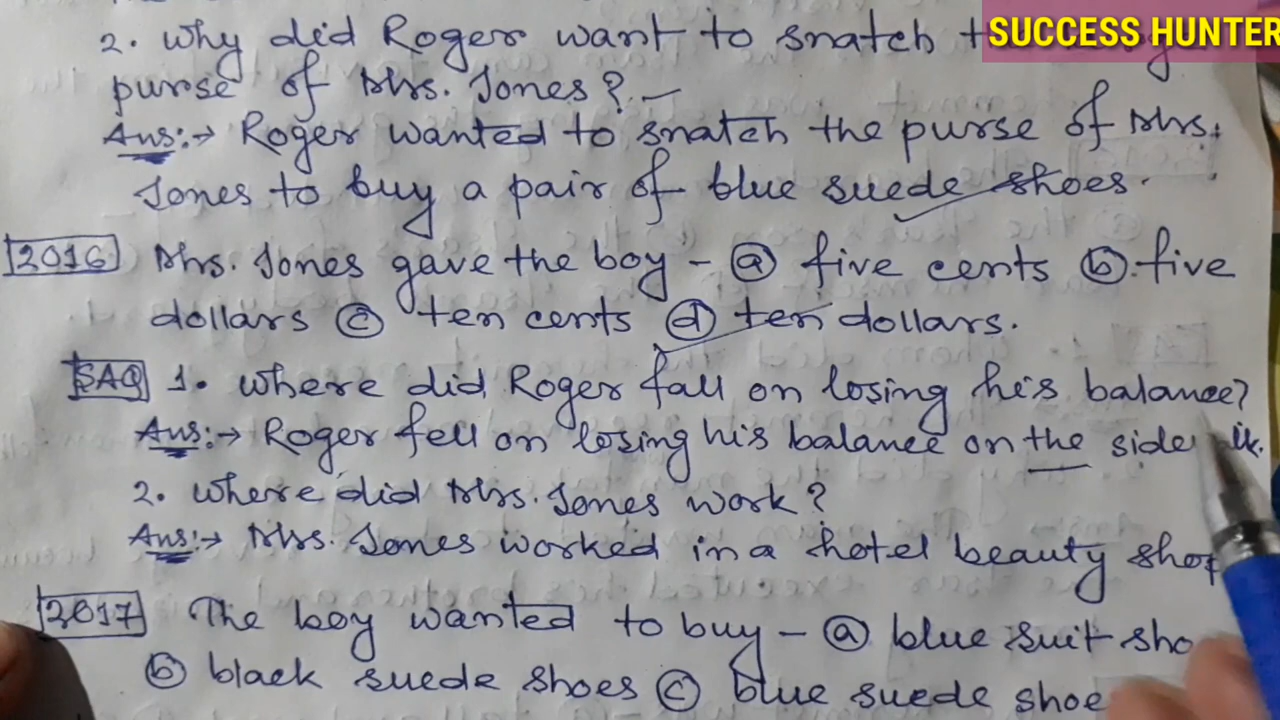 SUCCESS HUNTER
2. Why did Roger want to snatch
purse of Mrs. Jones? —
Ans:→ Roger wanted to snatch the purse of Mrs.
Jones to buy a pair of blue suede shoes.
2016 Mrs. Jones gave the boy - ⓐ five cents ⓑ five
dollars ⓒ ten cents ⓓ ten dollars.
SAQ 1. Where did Roger fall on losing his balance?
Ans:→ Roger fell on losing his balance on the
2. Where did Mrs. Jones work?
Ans:→ Mrs. Jones worked in a hotel beauty
2017 The boy wanted to buy - ⓐ blue suit
ⓑ black suede shoes ⓒ blue suede